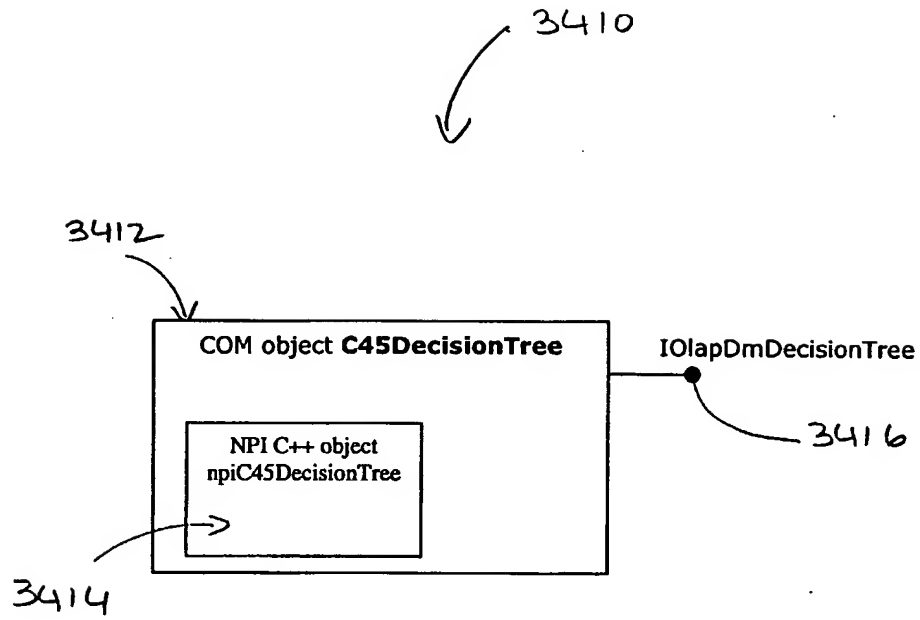 3410
3412
COM object C45DecisionTree
IOlapDmDecisionTree
3416
NPI C++ object
npiC45DecisionTree
3414